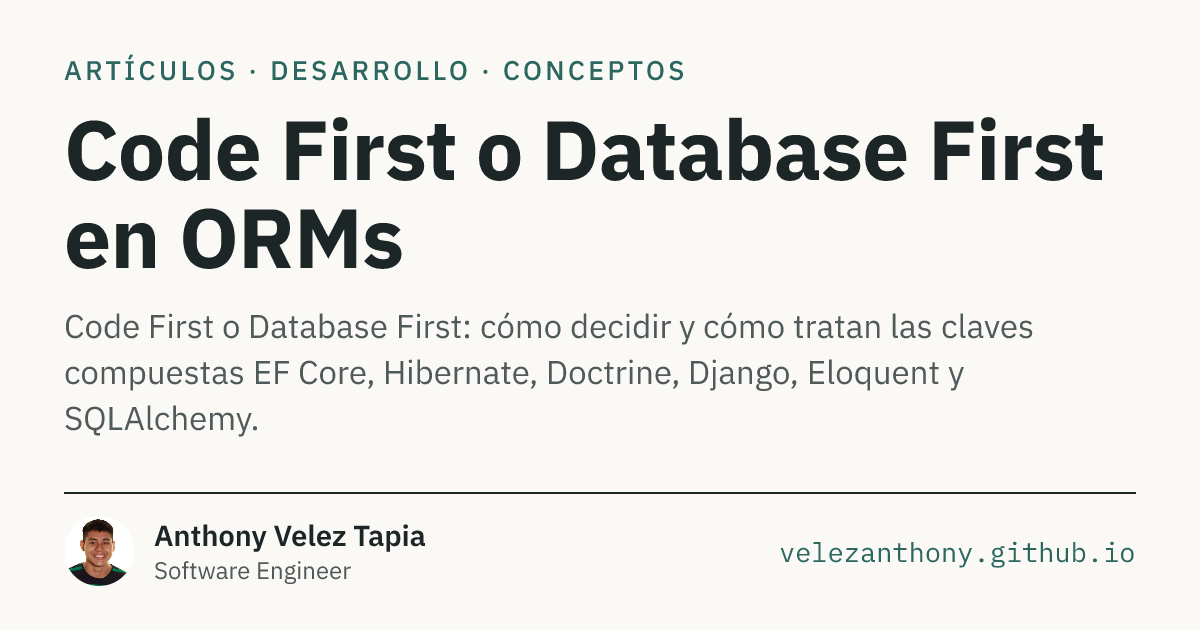 ARTÍCULOS · DESARROLLO · CONCEPTOS
Code First o Database First
en ORMs
Code First o Database First: cómo decidir y cómo tratan las claves
compuestas EF Core, Hibernate, Doctrine, Django, Eloquent y
SQLAlchemy.
Anthony Velez Tapia
Software Engineer
velezanthony.github.io